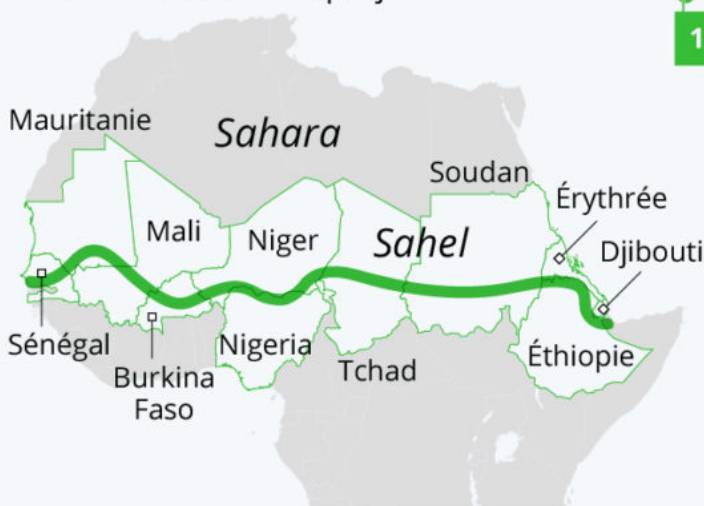 1
Mauritanie
Sahara
Soudan
Érythrée
Mali
Niger
Sahel
Djibouti
Sénégal
Nigeria
Éthiopie
Tchad
Burkina
Faso